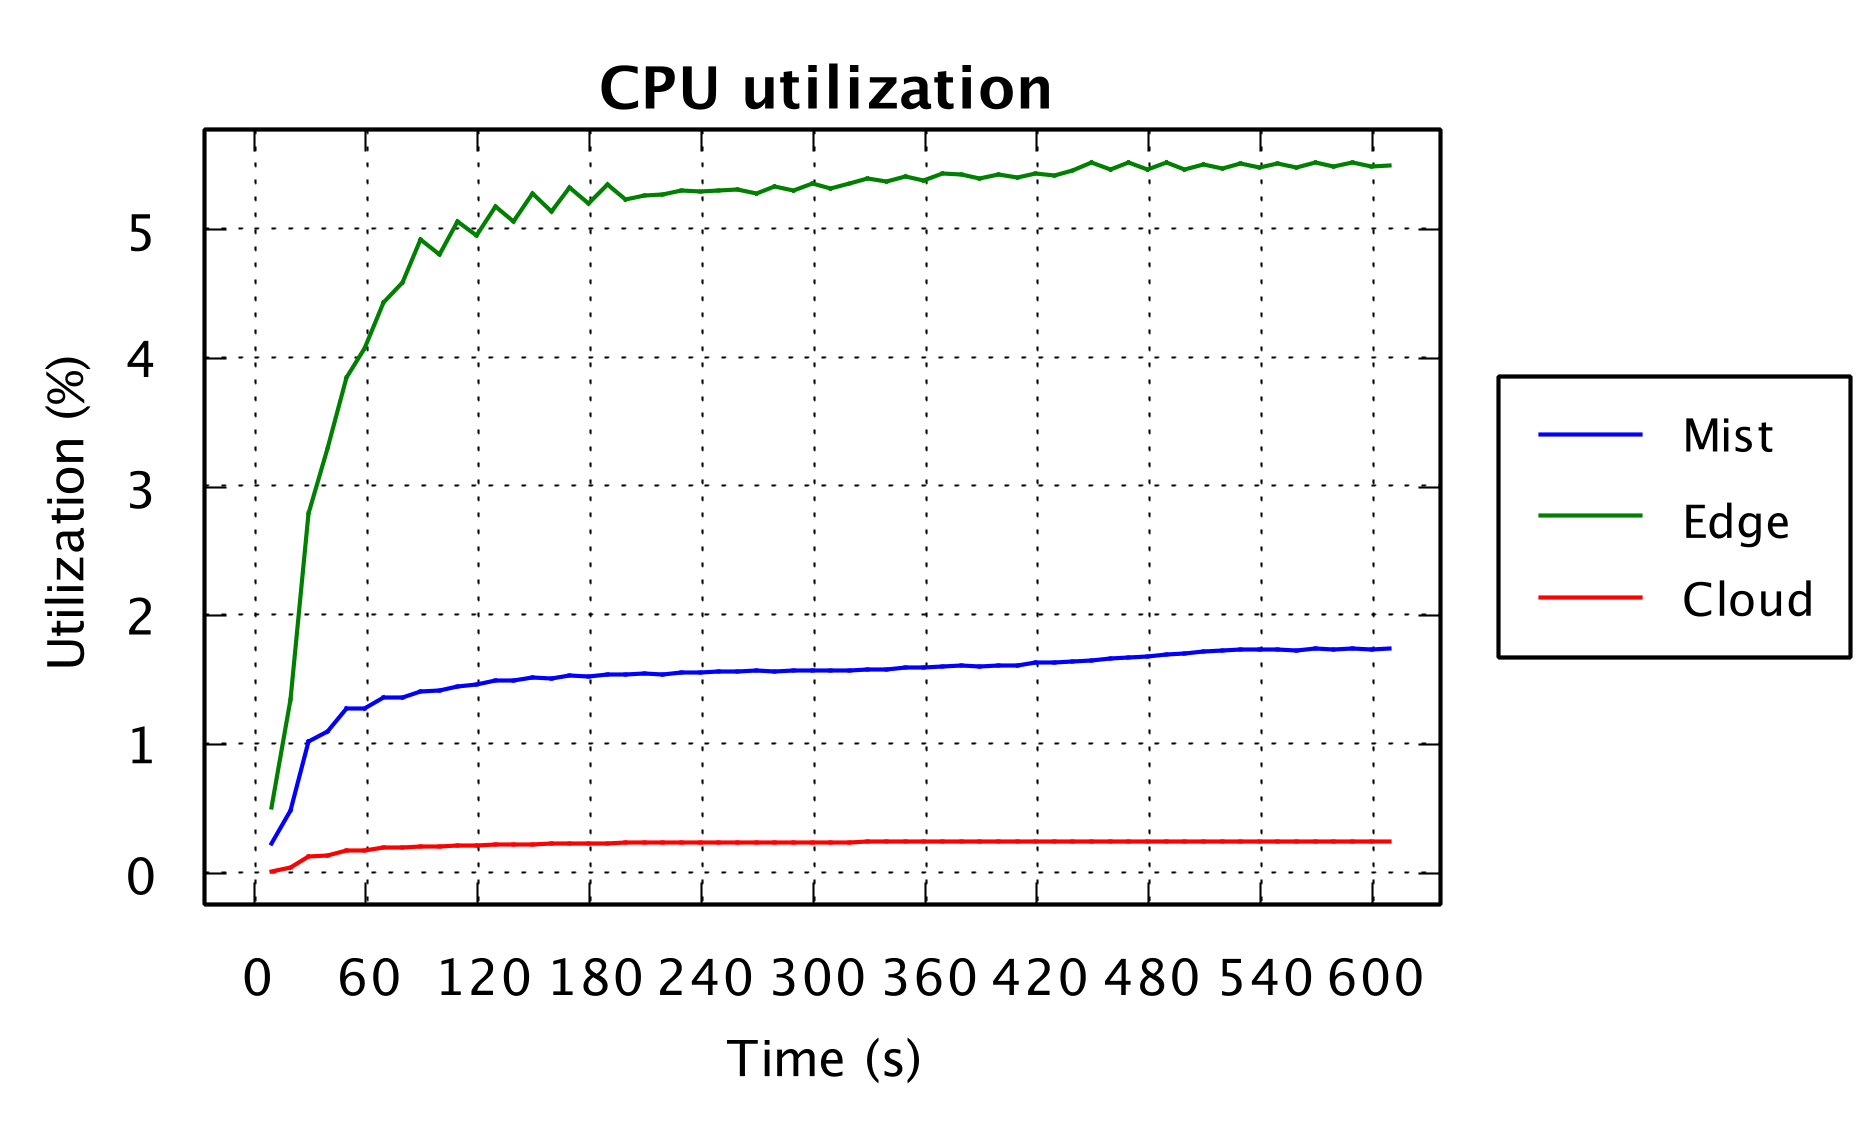 CPU utilization
Utilization (%)
5
4
3
2
1
0
0 60 120 180 240 300 360 420 480 540 600
Time (s)
Mist
Edge
Cloud